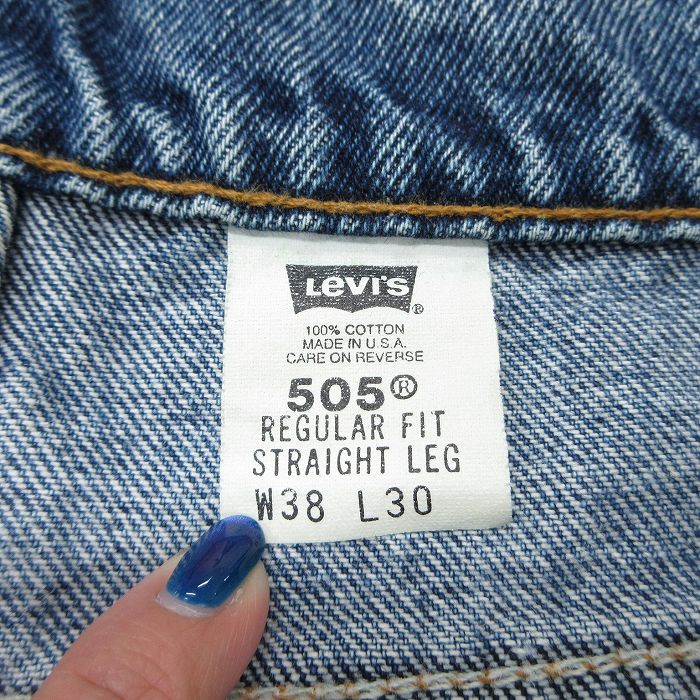 Levi's ®
100% COTTON
MADE IN U.S.A.
CARE ON REVERSE
505®
REGULAR FIT
STRAIGHT LEG
W38 L30